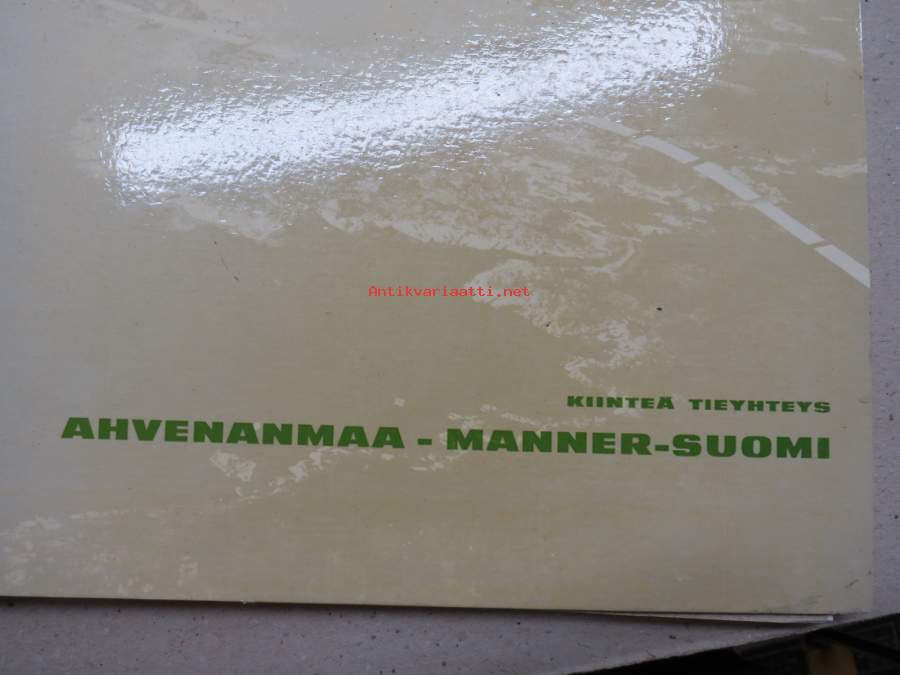 Antikvariaatti.net
KIINTEÄ TIEYHTEYS
AHVENANMAA - MANNER-SUOMI